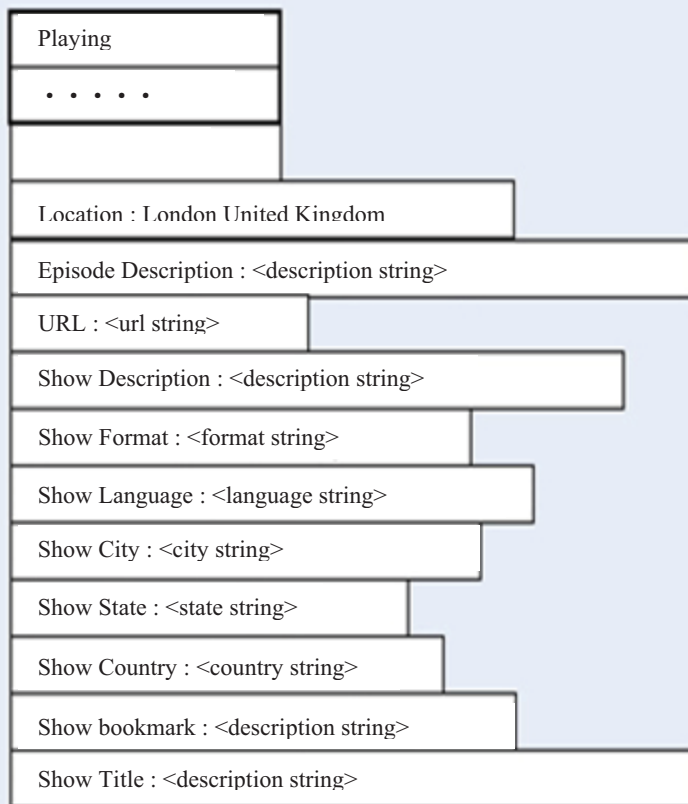 Playing
.....
Location : London United Kingdom
Episode Description : <description string>
URL : <url string>
Show Description : <description string>
Show Format : <format string>
Show Language : <language string>
Show City : <city string>
Show State : <state string>
Show Country : <country string>
Show bookmark : <description string>
Show Title : <description string>